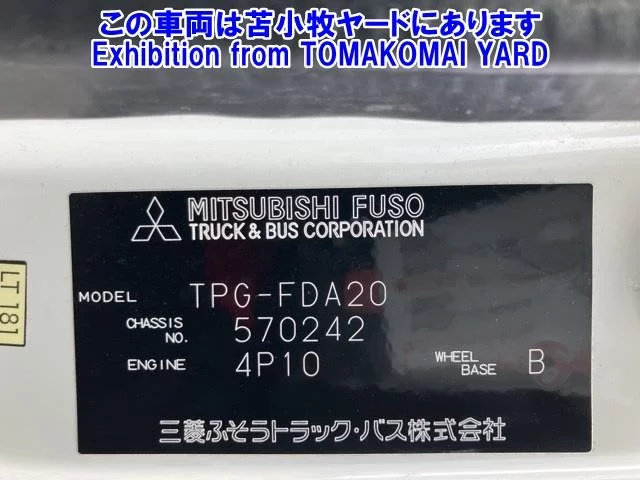 この車両は苫小牧ヤードにあります
Exhibition from TOMAKOMAI YARD
MITSUBISHI FUSO
TRUCK & BUS CORPORATION
LT181
MODEL TPG-FDA20
CHASSIS NO. 570242
ENGINE 4P10 WHEEL BASE B
三菱ふそうトラック・バス株式会社